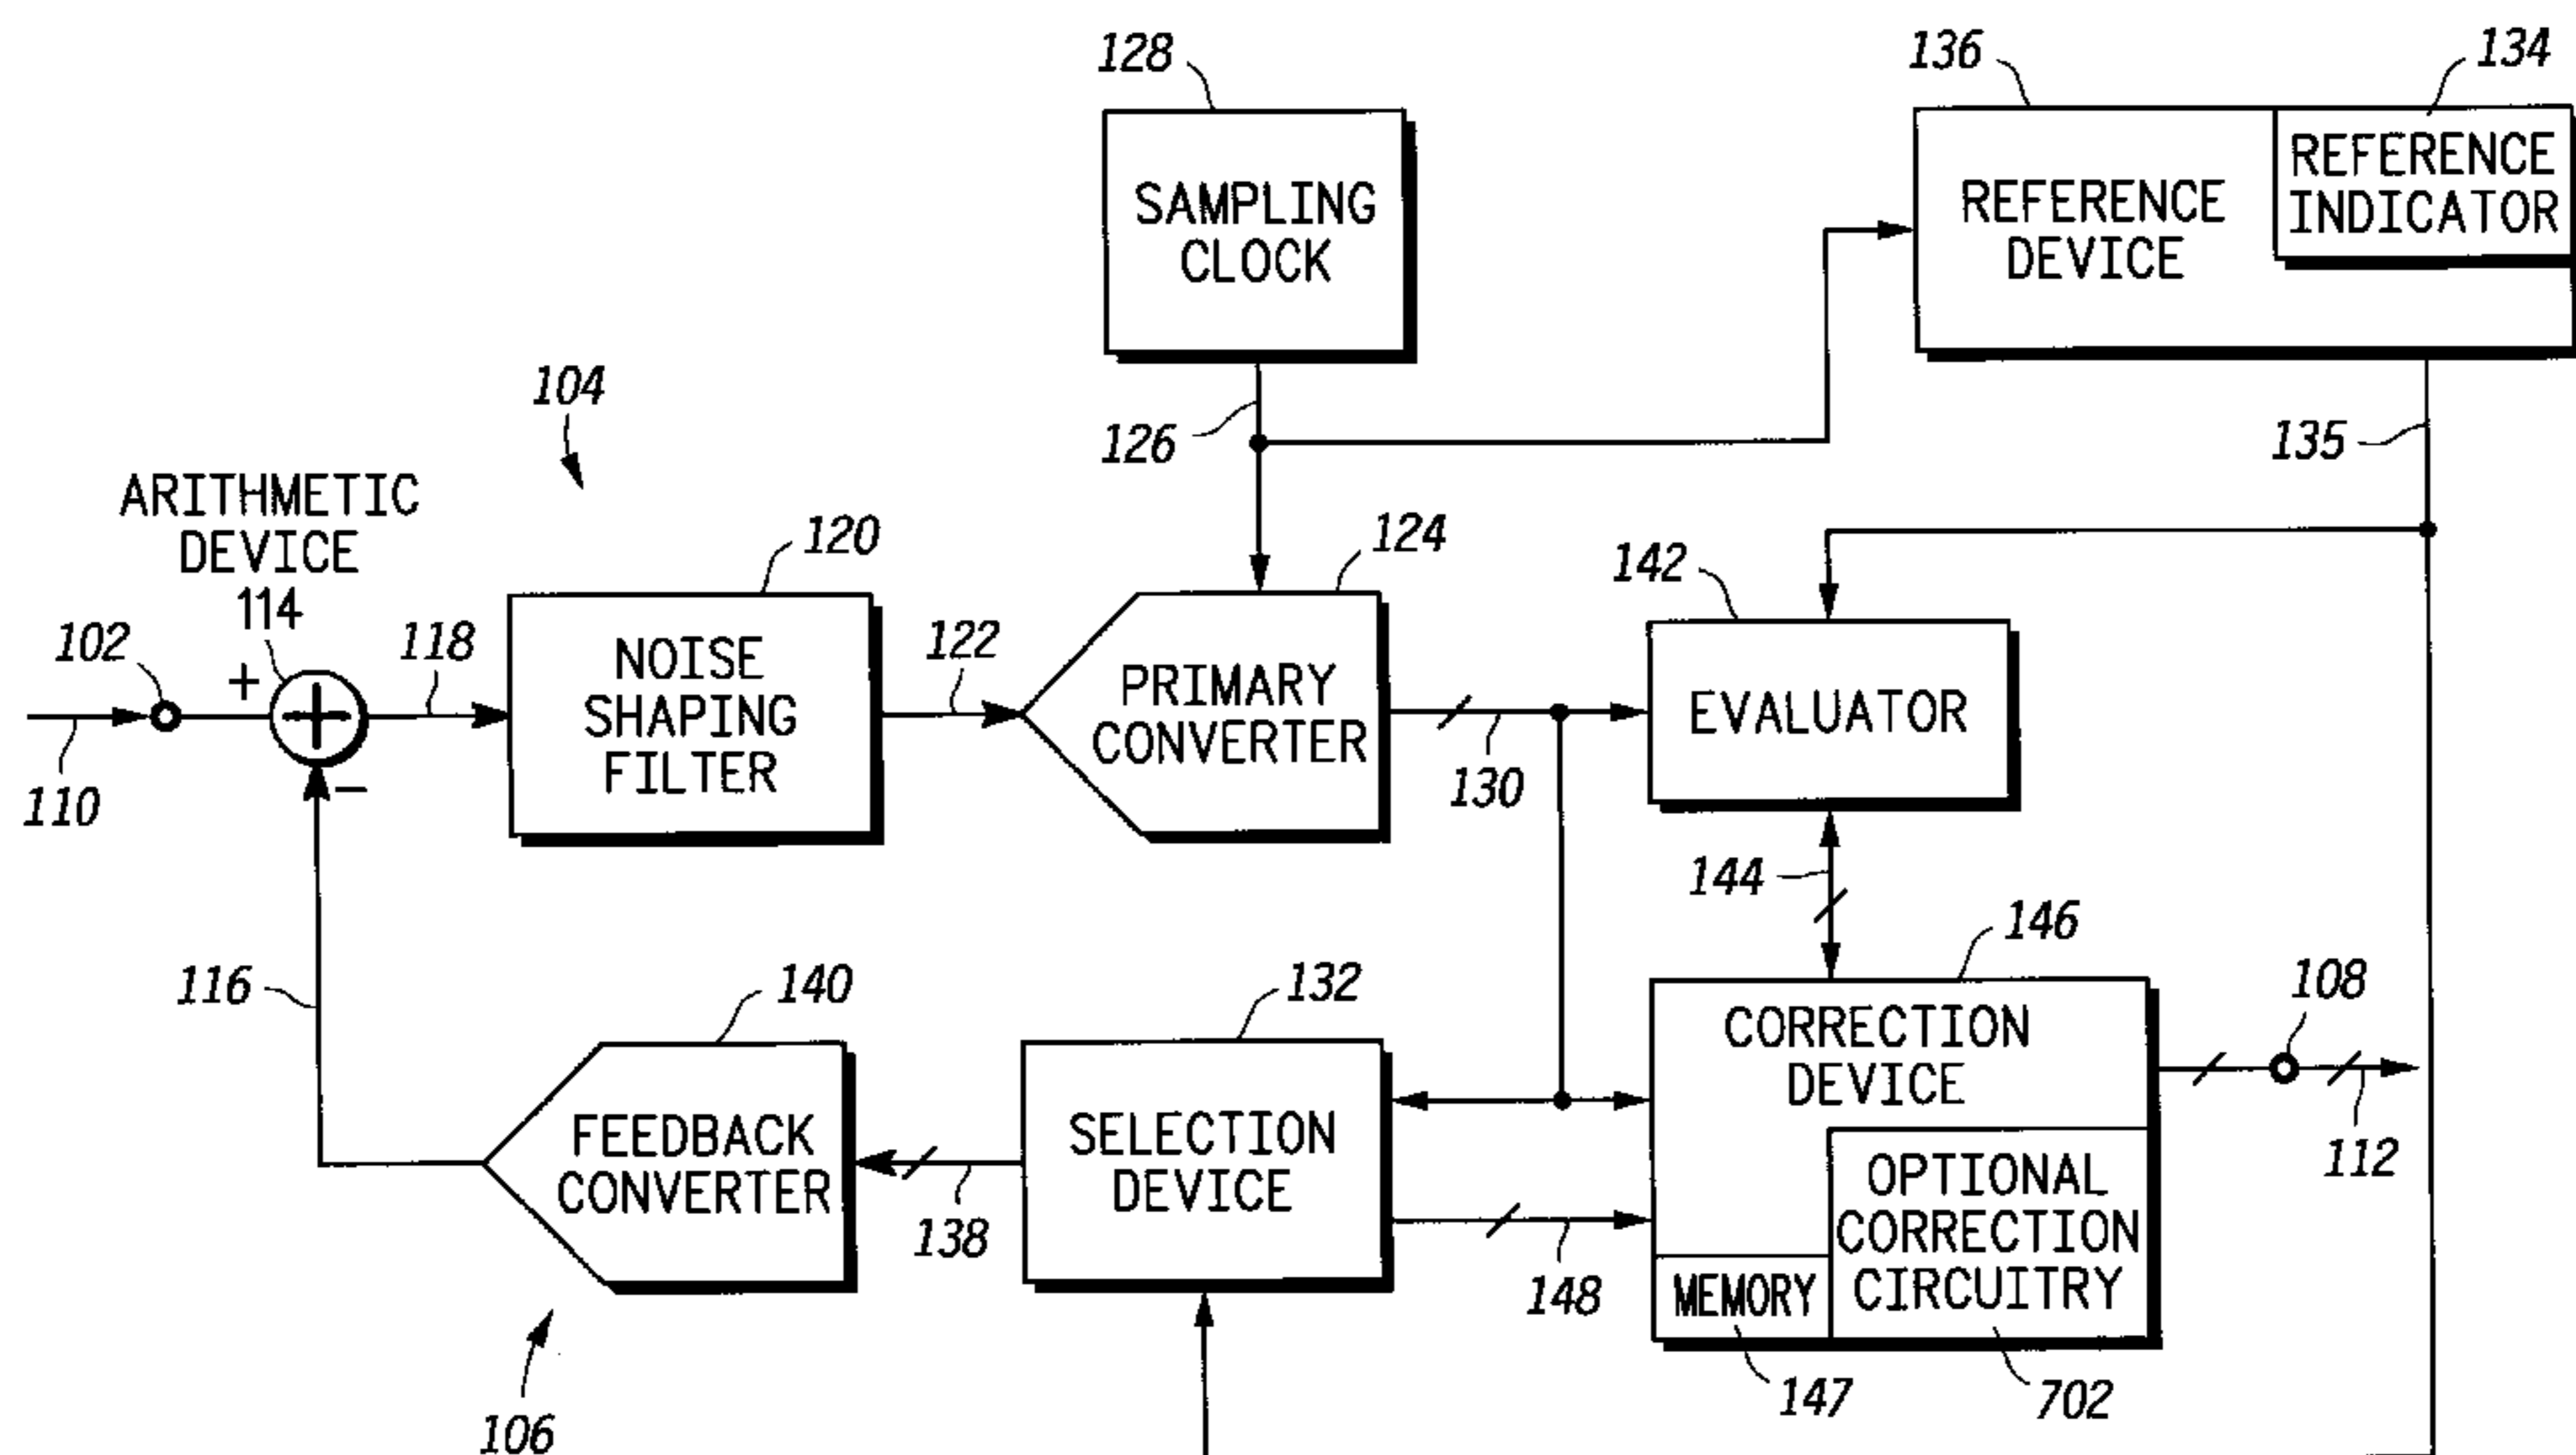 128
136
134
SAMPLING
CLOCK
REFERENCE
DEVICE
REFERENCE
INDICATOR
104
126
135
ARITHMETIC
DEVICE
114
120
124
142
102
+
118
NOISE
SHAPING
FILTER
122
PRIMARY
CONVERTER
EVALUATOR
110
−
130
144
116
140
132
146
108
CORRECTION
DEVICE
FEEDBACK
CONVERTER
SELECTION
DEVICE
112
138
148
OPTIONAL
CORRECTION
CIRCUITRY
MEMORY
147
702
106